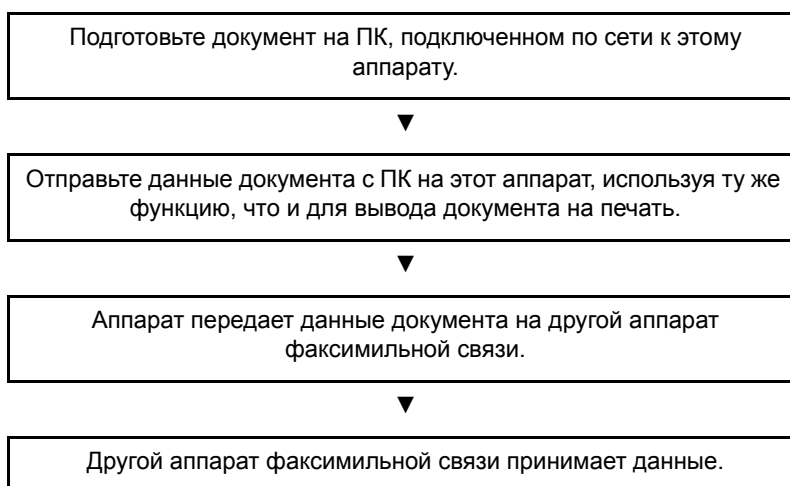 Подготовьте документ на ПК, подключенном по сети к этому
аппарату.
Отправьте данные документа с ПК на этот аппарат, используя ту же
функцию, что и для вывода документа на печать.
Аппарат передает данные документа на другой аппарат
факсимильной связи.
Другой аппарат факсимильной связи принимает данные.